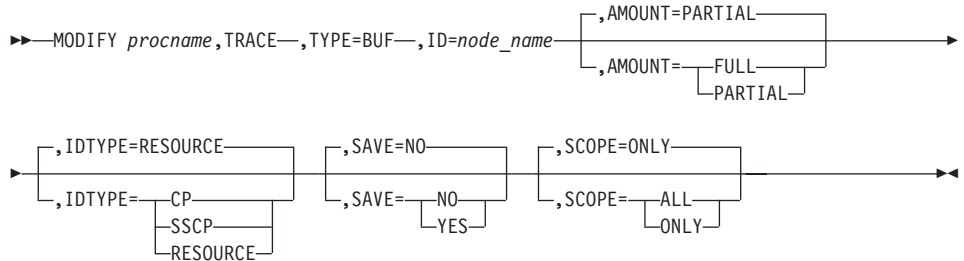 ,AMOUNT=PARTIAL
MODIFY procname,TRACE ,TYPE=BUF ,ID=node_name
,AMOUNT= FULL
PARTIAL
,IDTYPE=RESOURCE ,SAVE=NO ,SCOPE=ONLY
,IDTYPE= CP ,SAVE= NO ,SCOPE= ALL
SSCP YES ONLY
RESOURCE